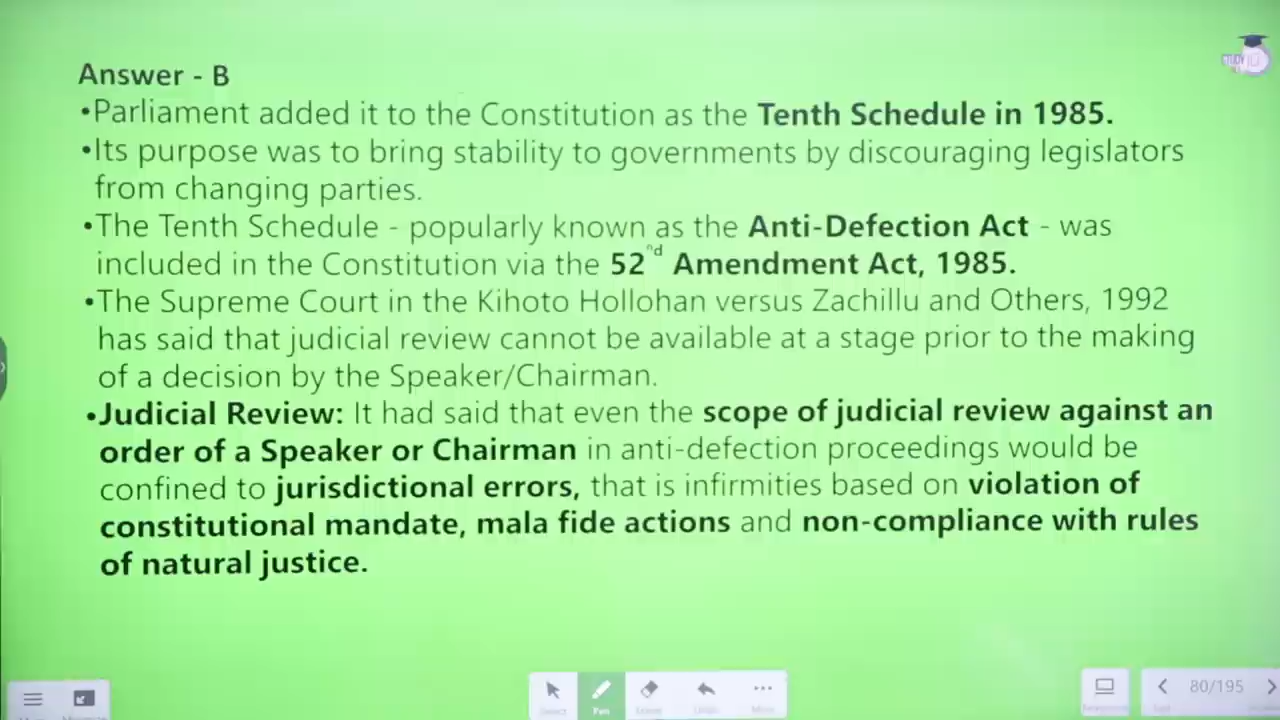 Answer - B
•Parliament added it to the Constitution as the Tenth Schedule in 1985.
•Its purpose was to bring stability to governments by discouraging legislators
from changing parties.
•The Tenth Schedule - popularly known as the Anti-Defection Act - was
included in the Constitution via the 52nd Amendment Act, 1985.
•The Supreme Court in the Kihoto Hollohan versus Zachillu and Others, 1992
has said that judicial review cannot be available at a stage prior to the making
of a decision by the Speaker/Chairman.
•Judicial Review: It had said that even the scope of judicial review against an
order of a Speaker or Chairman in anti-defection proceedings would be
confined to jurisdictional errors, that is infirmities based on violation of
constitutional mandate, mala fide actions and non-compliance with rules
of natural justice.
Select Pen Eraser Undo More
80/195